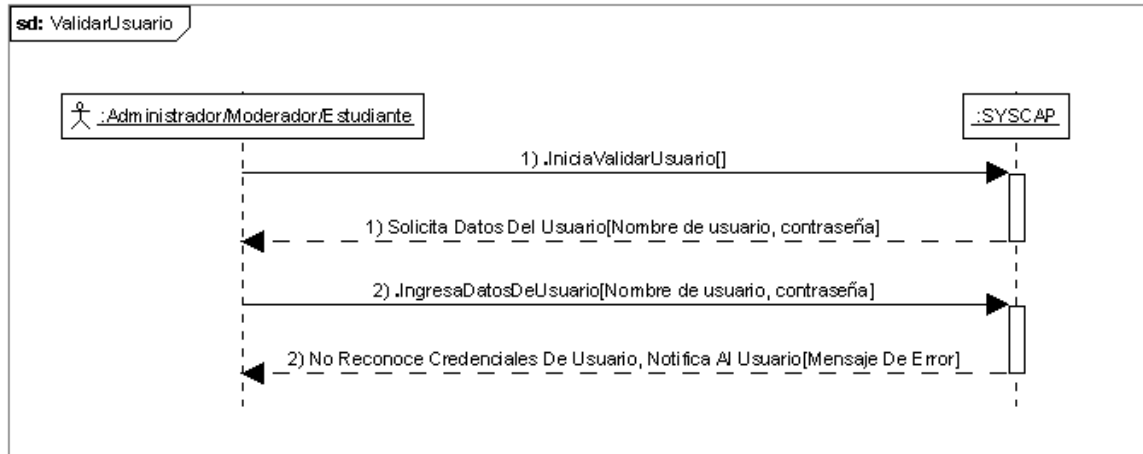 sd: ValidarUsuario
:Administrador/Moderador/Estudiante
:SYSCAP
1) .IniciaValidarUsuario[]
1) Solicita Datos Del Usuario[Nombre de usuario, contraseña]
2) .IngresaDatosDeUsuario[Nombre de usuario, contraseña]
2) No Reconoce Credenciales De Usuario, Notifica Al Usuario[Mensaje De Error]